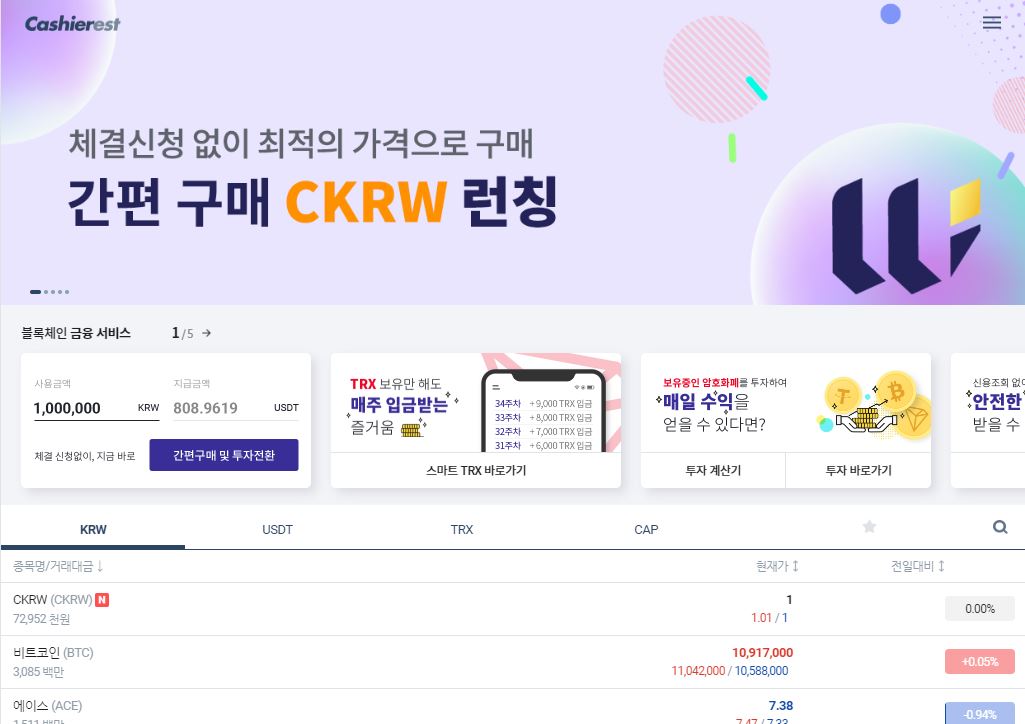 Cashierest
체결신청 없이 최적의 가격으로 구매
간편 구매 CKRW 런칭
블록체인 금융 서비스 1/5 →
사용금액 지급금액
1,000,000 KRW 808.9619 USDT
체결 신청없이, 지금 바로 간편구매 및 투자전환
TRX 보유만 해도
매주 입금받는
즐거움
34주차 +9,000 TRX 입금
33주차 +8,000 TRX 입금
32주차 +7,000 TRX 입금
31주차 +6,000 TRX 입금
스마트 TRX 바로가기
보유중인 암호화폐를 투자하여
매일 수익을
얻을 수 있다면?
투자 계산기 투자 바로가기
신용조회 없
안전한
받을 수
KRW USDT TRX CAP
종목명/거래대금 ↓ 현재가 ↕ 전일대비 ↕
CKRW (CKRW) N 1 0.00%
72,952 천원 1.01 / 1
비트코인 (BTC) 10,917,000 +0.05%
3,085 백만 11,042,000 / 10,588,000
에이스 (ACE) 7.38 -0.94%
1,511 백만 7.47 / 7.33